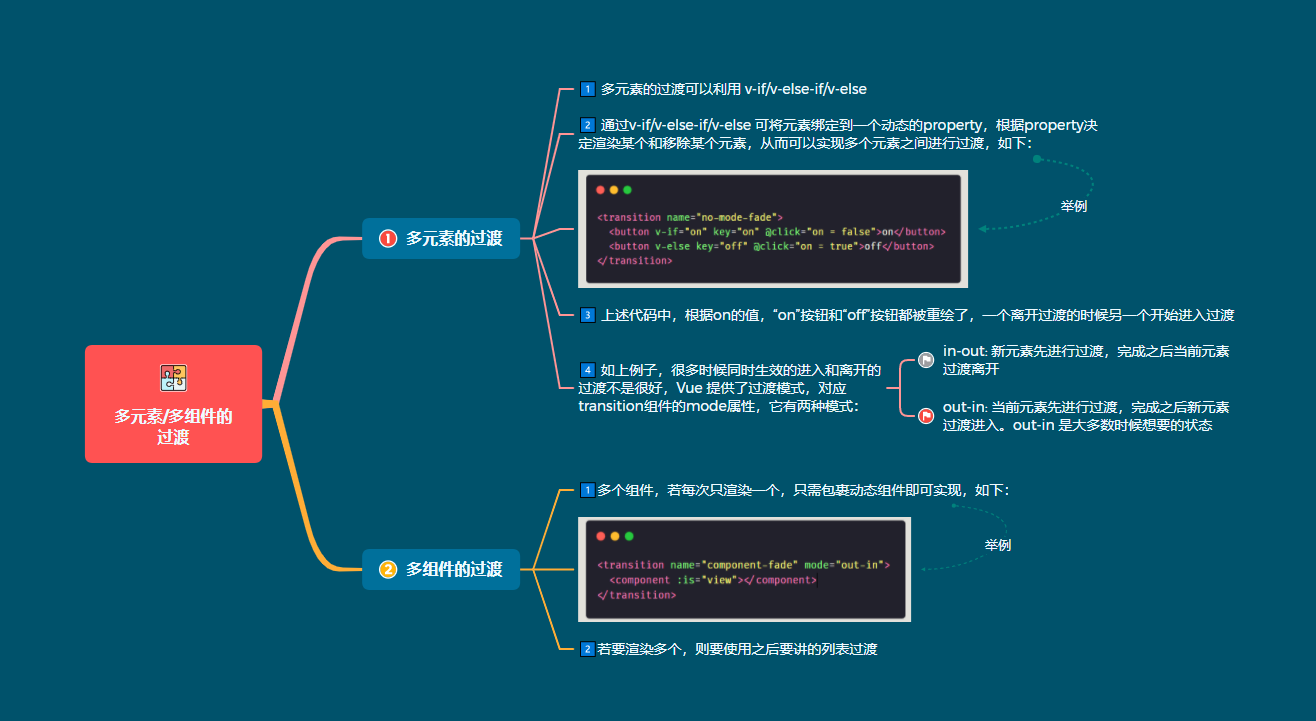 多元素/多组件的
过渡
1 多元素的过渡
1 多元素的过渡可以利用 v-if/v-else-if/v-else
2 通过v-if/v-else-if/v-else 可将元素绑定到一个动态的property，根据property决
定渲染某个和移除某个元素，从而可以实现多个元素之间进行过渡，如下：
举例
<transition name="no-mode-fade">
<button v-if="on" key="on" @click="on = false">on</button>
<button v-else key="off" @click="on = true">off</button>
</transition>
3 上述代码中，根据on的值，“on”按钮和“off”按钮都被重绘了，一个离开过渡的时候另一个开始进入过渡
4 如上例子，很多时候同时生效的进入和离开的
过渡不是很好，Vue 提供了过渡模式，对应
transition组件的mode属性，它有两种模式：
in-out: 新元素先进行过渡，完成之后当前元素
过渡离开
out-in: 当前元素先进行过渡，完成之后新元素
过渡进入。out-in 是大多数时候想要的状态
2 多组件的过渡
1 多个组件，若每次只渲染一个，只需包裹动态组件即可实现，如下：
举例
<transition name="component-fade" mode="out-in">
<component :is="view"></component>
</transition>
2 若要渲染多个，则要使用之后要讲的列表过渡